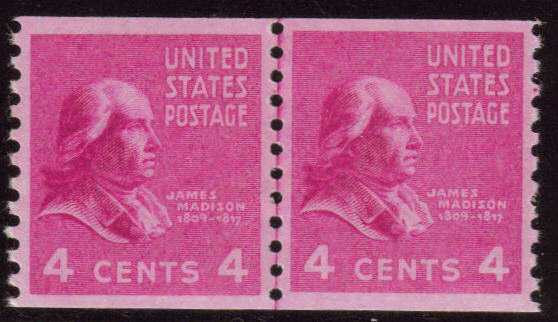 UNITED
STATES
POSTAGE
JAMES
MADISON
1809-1817
4 CENTS 4
UNITED
STATES
POSTAGE
JAMES
MADISON
1809-1817
4 CENTS 4